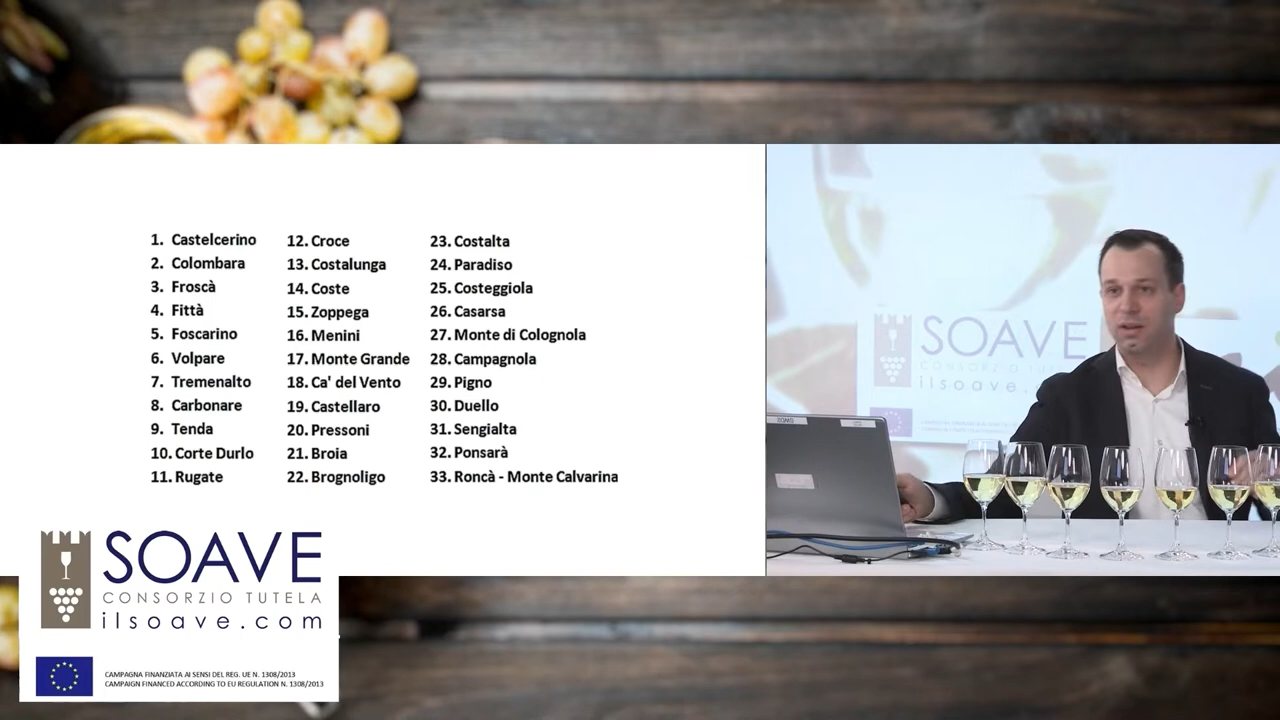 1. Castelcerino
2. Colombara
3. Froscà
4. Fittà
5. Foscarino
6. Volpare
7. Tremenalto
8. Carbonare
9. Tenda
10. Corte Durlo
11. Rugate
12. Croce
13. Costalunga
14. Coste
15. Zoppega
16. Menini
17. Monte Grande
18. Ca' del Vento
19. Castellaro
20. Pressoni
21. Broia
22. Brognoligo
23. Costalta
24. Paradiso
25. Costeggiola
26. Casarsa
27. Monte di Colognola
28. Campagnola
29. Pigno
30. Duello
31. Sengialta
32. Ponsarà
33. Roncà - Monte Calvarina
SOAVE
CONSORZIO TUTELA
ilsoave.com
CAMPAGNA FINANZIATA AI SENSI DEL REG. UE N. 1308/2013
CAMPAIGN FINANCED ACCORDING TO EU REGULATION N. 1308/2013
SOAVE
CONSORZIO
ilsoave.